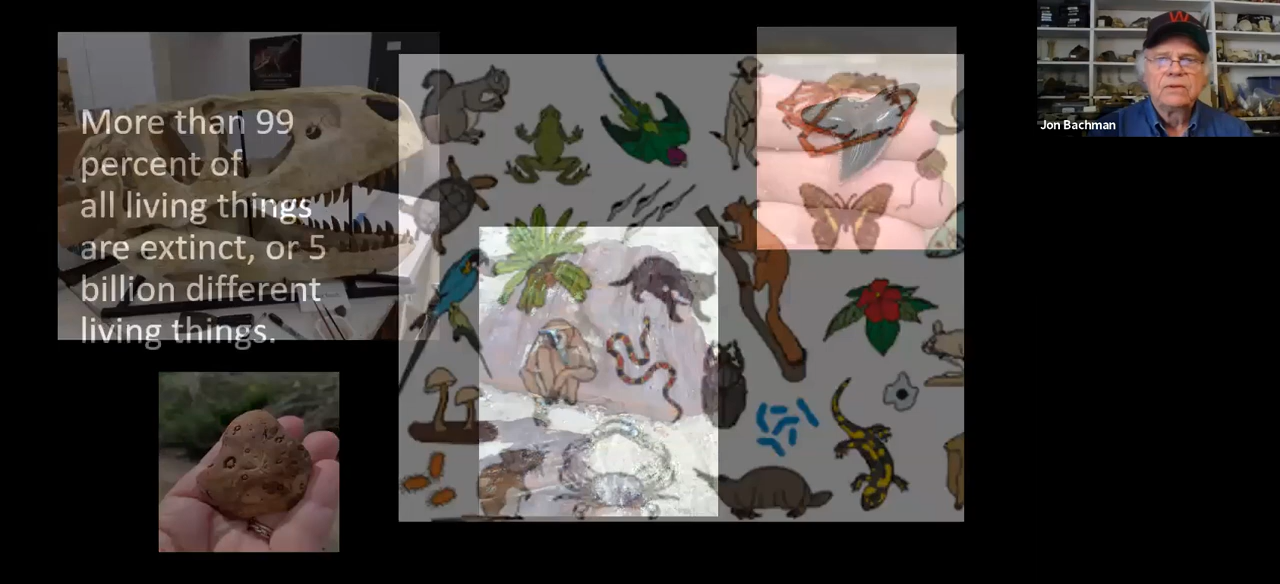 More than 99
percent of
all living things
are extinct, or 5
billion different
living things.
W
Jon Bachman